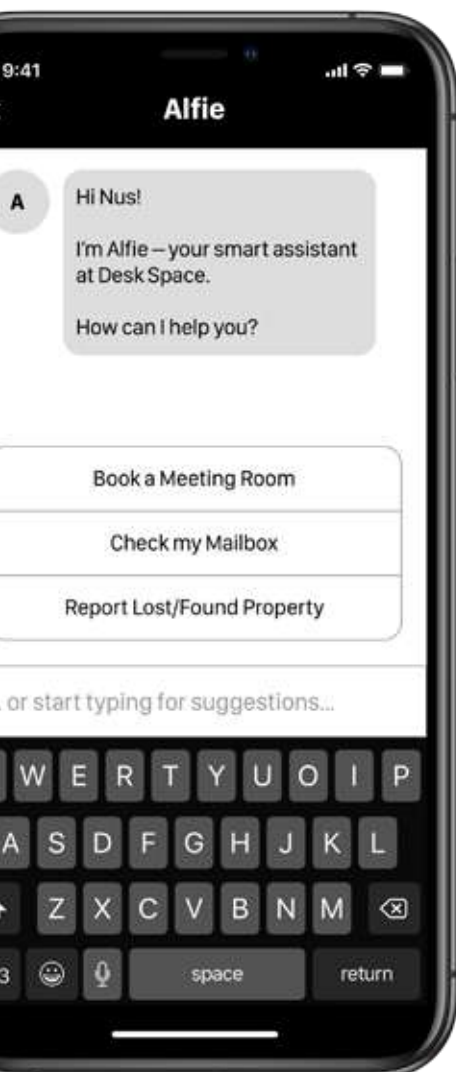 9:41
Alfie
A
Hi Nus!
I'm Alfie – your smart assistant
at Desk Space.
How can I help you?
Book a Meeting Room
Check my Mailbox
Report Lost/Found Property
. or start typing for suggestions...
W E R T Y U O I P
A S D F G H J K L
Z X C V B N M
3 space return